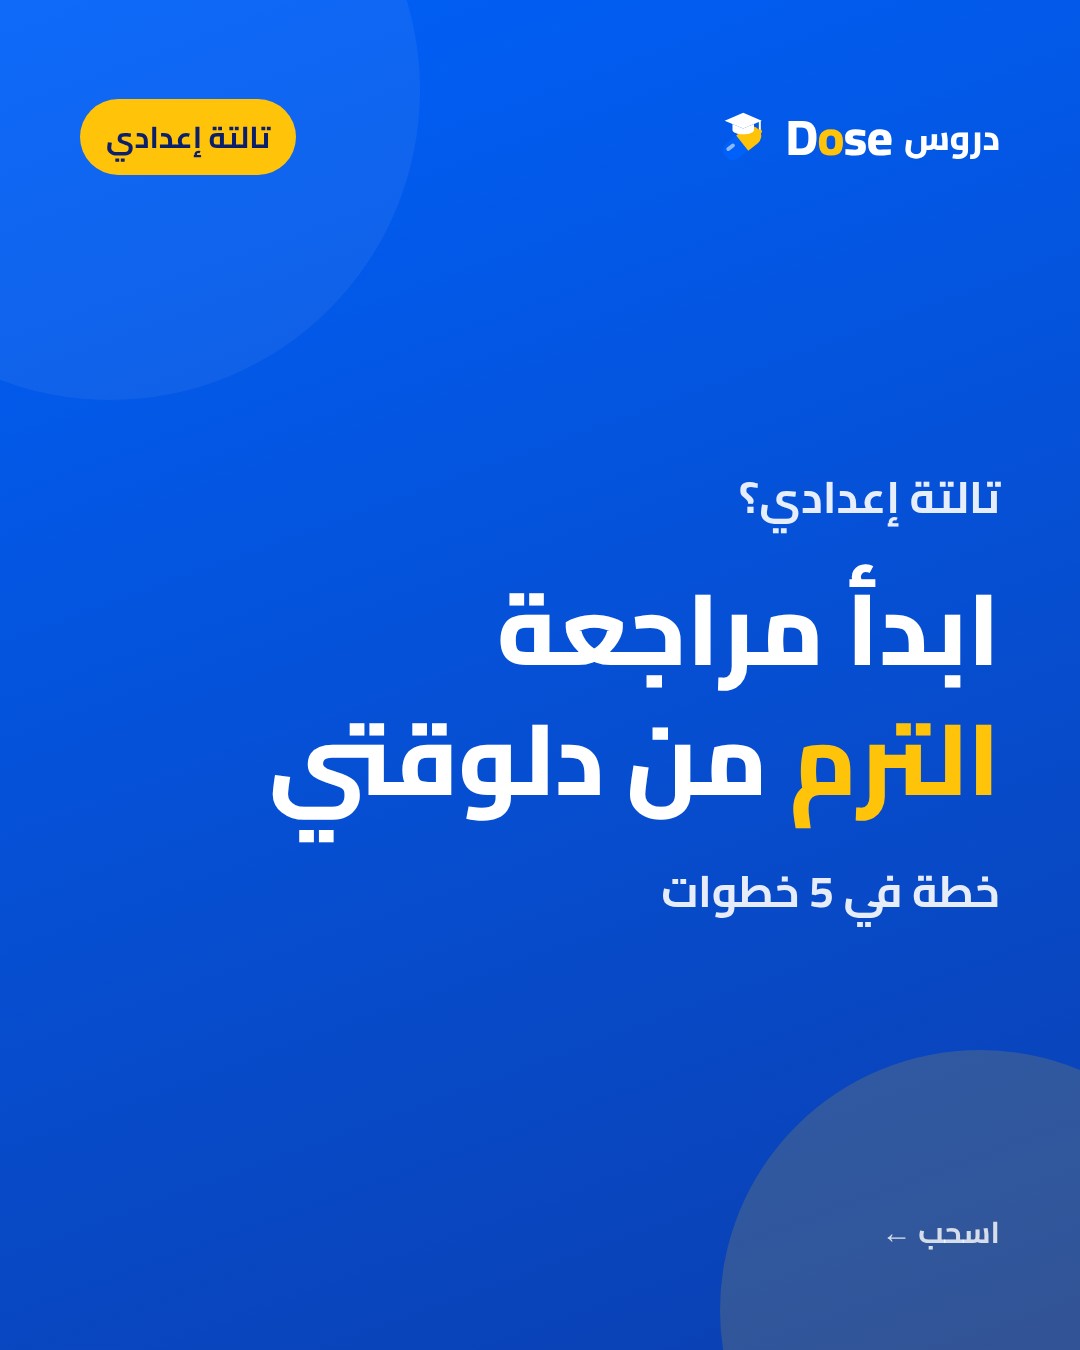 دروس Dose
تالتة إعدادي
تالتة إعدادي؟
ابدأ مراجعة
الترم من دلوقتي
خطة في 5 خطوات
اسحب ←